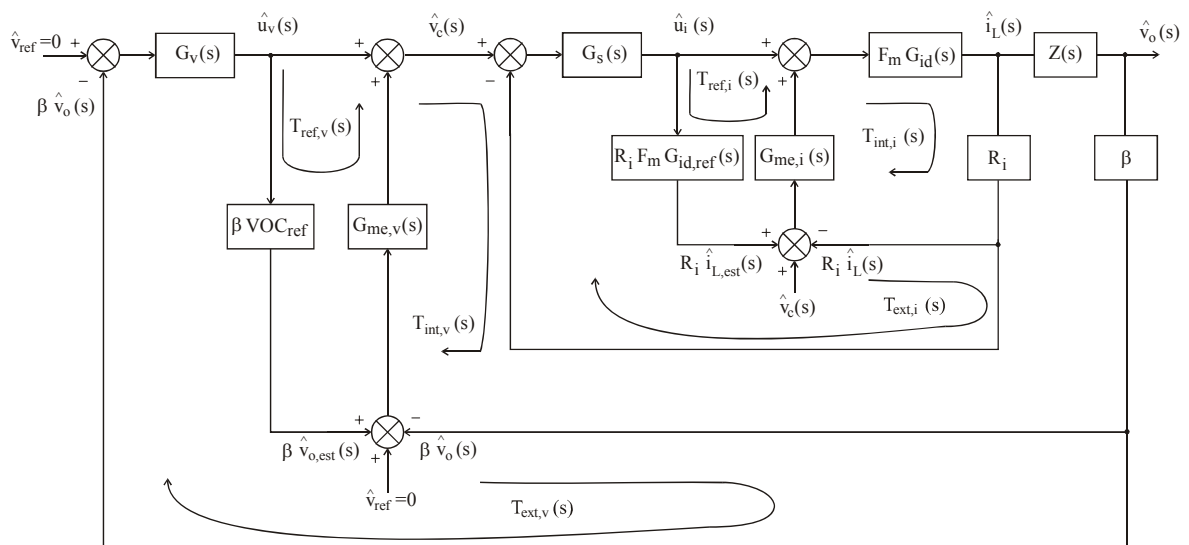 v̂ref =0
+
−
β v̂o(s)
Gv(s)
ûv(s)
+
+
v̂c(s)
+
−
Gs(s)
ûi(s)
+
+
Fm Gid(s)
îL(s)
Z(s)
v̂o(s)
Tref,v(s)
Tref,i(s)
Tint,i(s)
Ri Fm Gid,ref(s)
Gme,i(s)
Ri
β
β VOCref
Gme,v(s)
+
−
+
Ri îL,est(s)
Ri îL(s)
v̂c(s)
Text,i (s)
Tint,v(s)
+
−
+
β v̂o,est(s)
β v̂o(s)
v̂ref =0
Text,v(s)